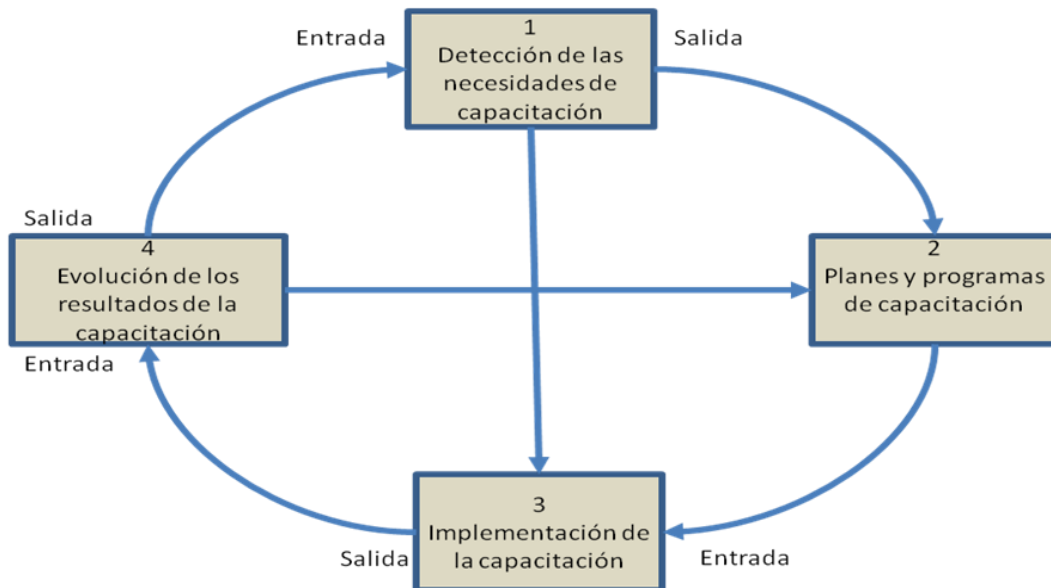 Entrada
1
Detección de las
necesidades de
capacitación
Salida
Salida
4
Evolución de los
resultados de la
capacitación
Entrada
2
Planes y programas
de capacitación
3
Implementación de
la capacitación
Salida
Entrada